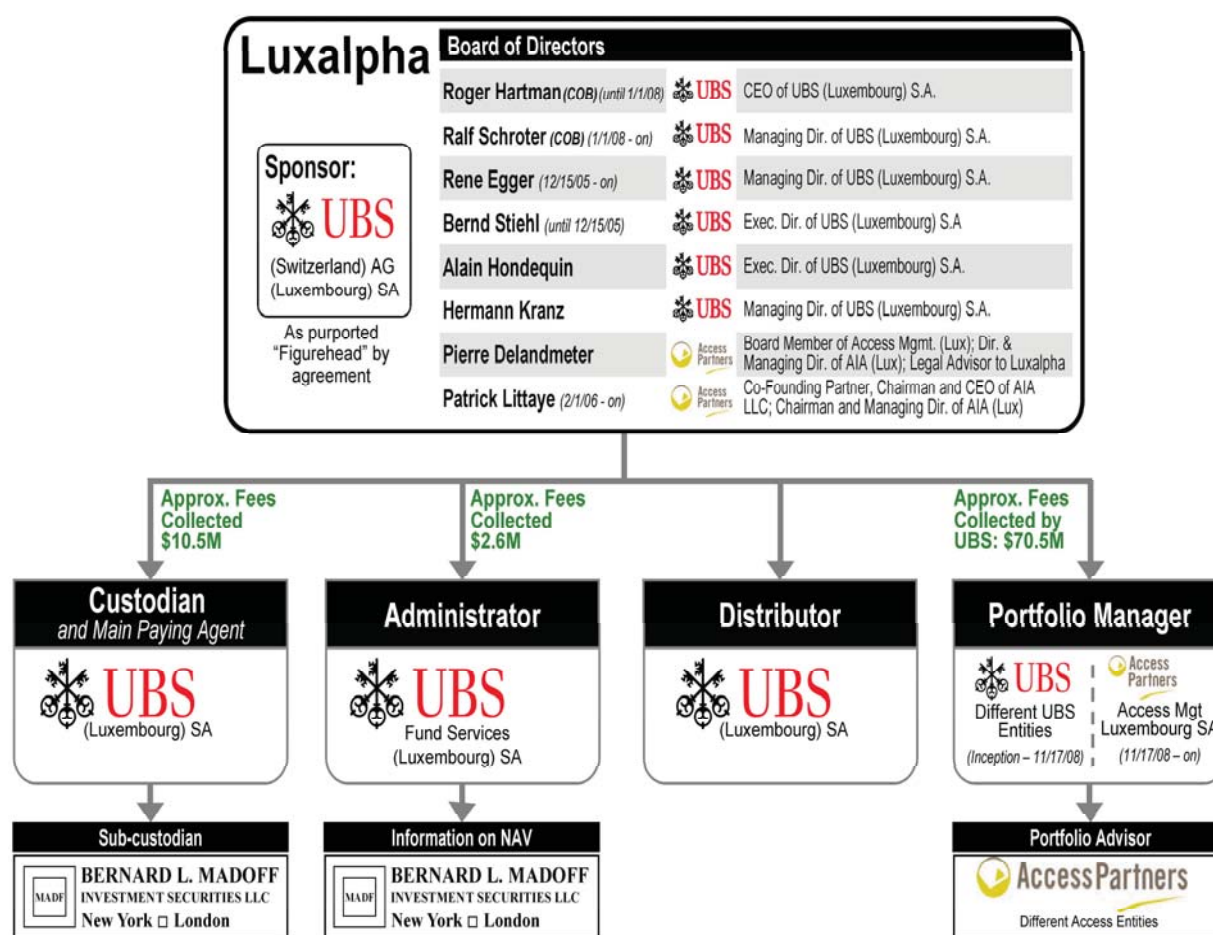 Luxalpha
Board of Directors
Roger Hartman (COB) (until 1/1/08) UBS CEO of UBS (Luxembourg) S.A.
Ralf Schroter (COB) (1/1/08 - on) UBS Managing Dir. of UBS (Luxembourg) S.A.
Rene Egger (12/15/05 - on) UBS Managing Dir. of UBS (Luxembourg) S.A.
Bernd Stiehl (until 12/15/05) UBS Exec. Dir. of UBS (Luxembourg) S.A
Alain Hondequin UBS Exec. Dir. of UBS (Luxembourg) S.A.
Hermann Kranz UBS Managing Dir. of UBS (Luxembourg) S.A.
Pierre Delandmeter Access Partners Board Member of Access Mgmt. (Lux); Dir. &
Managing Dir. of AIA (Lux); Legal Advisor to Luxalpha
Patrick Littaye (2/1/06 - on) Access Partners Co-Founding Partner, Chairman and CEO of AIA
LLC; Chairman and Managing Dir. of AIA (Lux)
Sponsor:
UBS
(Switzerland) AG
(Luxembourg) SA
As purported
"Figurehead" by
agreement
Approx. Fees
Collected
$10.5M
Custodian
and Main Paying Agent
UBS
(Luxembourg) SA
Sub-custodian
MADF
BERNARD L. MADOFF
INVESTMENT SECURITIES LLC
New York □ London
Approx. Fees
Collected
$2.6M
Administrator
UBS
Fund Services
(Luxembourg) SA
Information on NAV
MADF
BERNARD L. MADOFF
INVESTMENT SECURITIES LLC
New York □ London
Distributor
UBS
(Luxembourg) SA
Approx. Fees
Collected by
UBS: $70.5M
Portfolio Manager
UBS
Different UBS
Entities
(Inception – 11/17/08)
Access
Partners
Access Mgt
Luxembourg SA
(11/17/08 – on)
Portfolio Advisor
AccessPartners
Different Access Entities